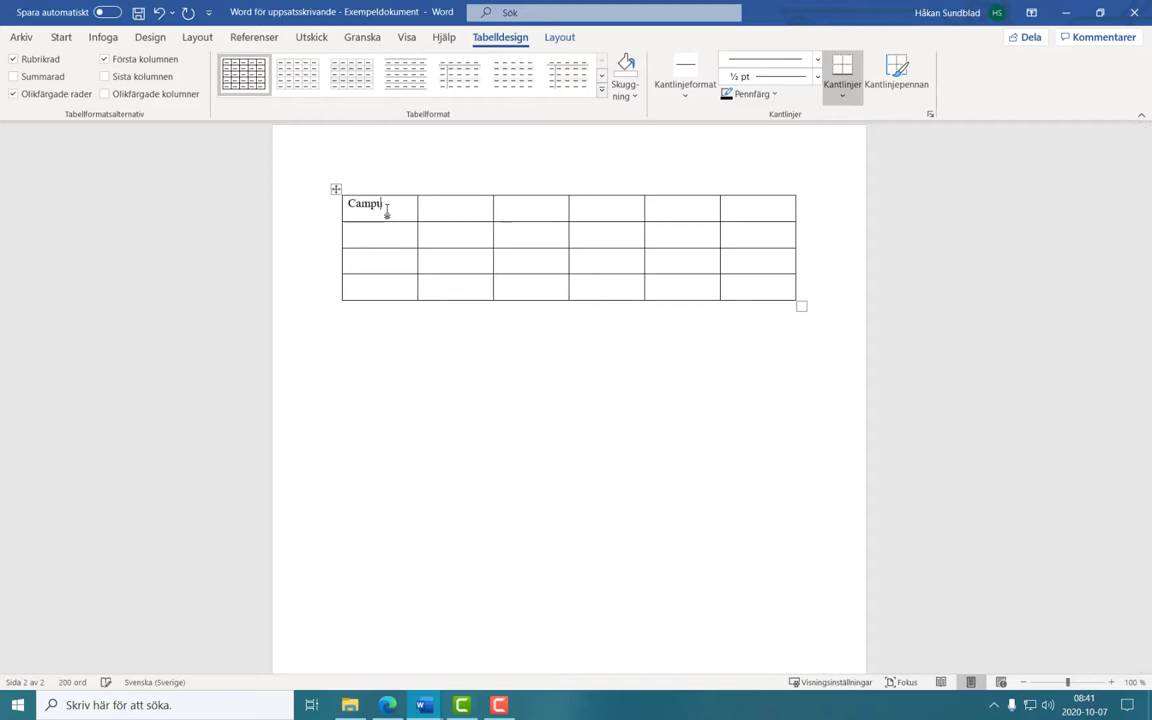 Spara automatiskt
Word för uppsatsskrivande - Exempeldokument - Word
Sök
Håkan Sundblad
HS
Arkiv Start Infoga Design Layout Referenser Utskick Granska Visa Hjälp Tabelldesign Layout
Dela
Kommentarer
Rubrikrad
Första kolumnen
Summarad
Sista kolumnen
Olikfärgade rader
Olikfärgade kolumner
Tabellformatsalternativ
Tabellformat
Skugg-
ning
Kantlinjeformat
½ pt
Pennfärg
Kantlinjer
Kantlinjepennan
Kantlinjer
Campu
Sida 2 av 2
200 ord
Svenska (Sverige)
Visningsinställningar
Fokus
100 %
Skriv här för att söka.
08:41
2020-10-07